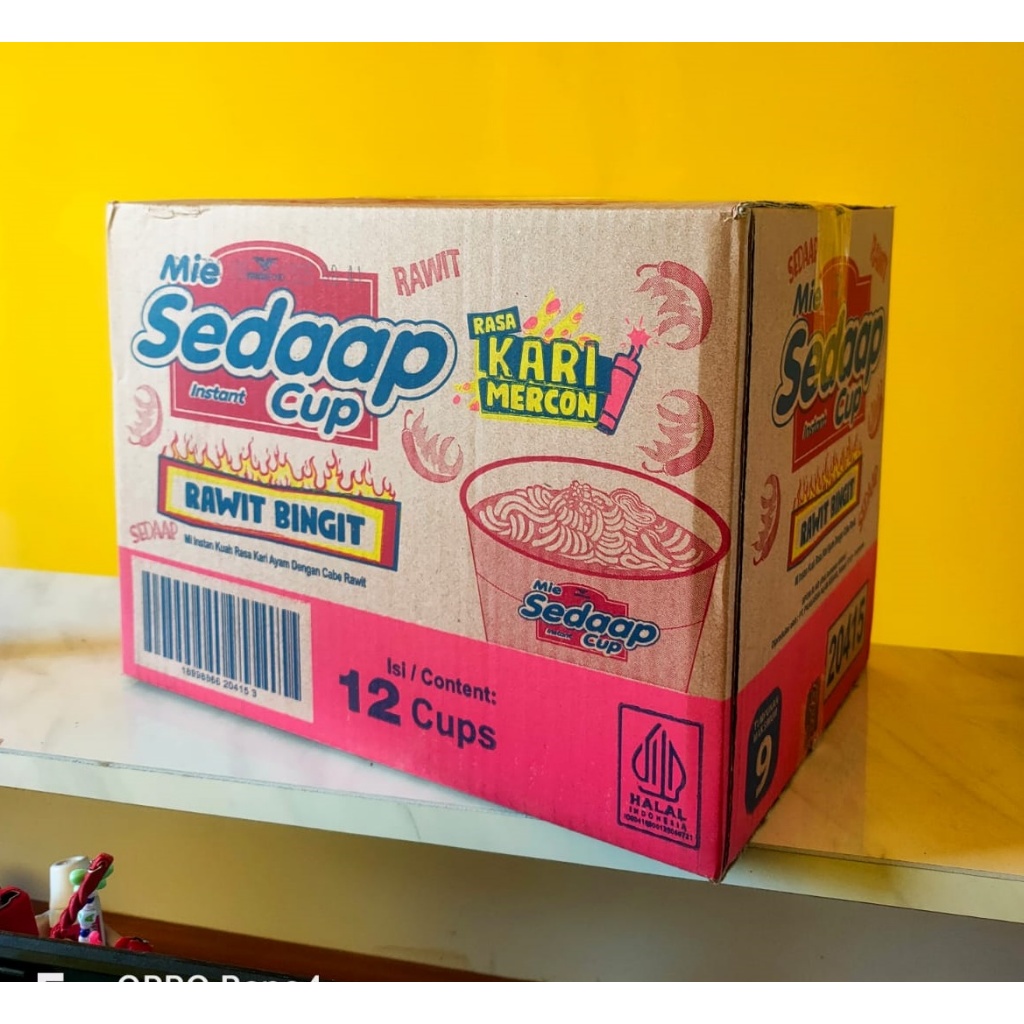 Mie
Sedaap
Instant Cup
RAWIT
RASA
KARI
MERCON
RAWIT BINGIT
SEDAAP
Mi Instan Kuah Rasa Kari Ayam Dengan Cabe Rawit
Mie
Sedaap
Instant Cup
18998866 20415 3
Isi / Content:
12 Cups
HALAL
INDONESIA
SEDAAP
Mie
Sedaap
Instant Cup
RAWIT BINGIT
20415
9